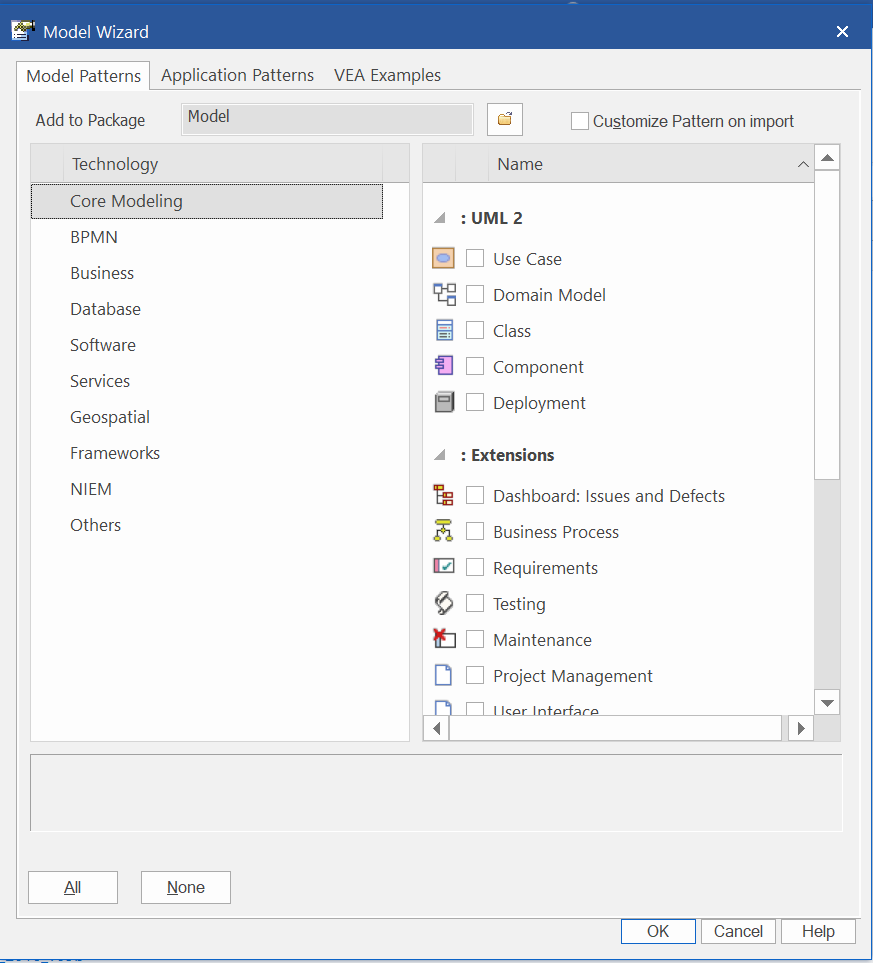 Model Wizard
Model Patterns Application Patterns VEA Examples
Add to Package Model Customize Pattern on import
Technology
Core Modeling
BPMN
Business
Database
Software
Services
Geospatial
Frameworks
NIEM
Others
Name
: UML 2
Use Case
Domain Model
Class
Component
Deployment
: Extensions
Dashboard: Issues and Defects
Business Process
Requirements
Testing
Maintenance
Project Management
User Interface
All None
OK Cancel Help